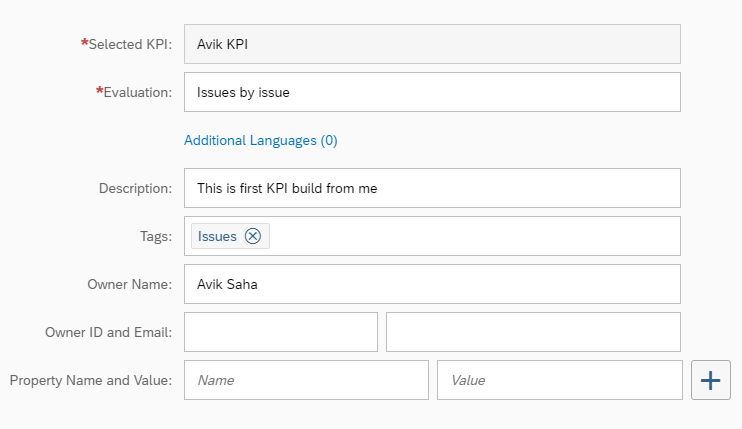 *Selected KPI: Avik KPI
*Evaluation: Issues by issue
Additional Languages (0)
Description: This is first KPI build from me
Tags: Issues
Owner Name: Avik Saha
Owner ID and Email:
Property Name and Value: Name Value